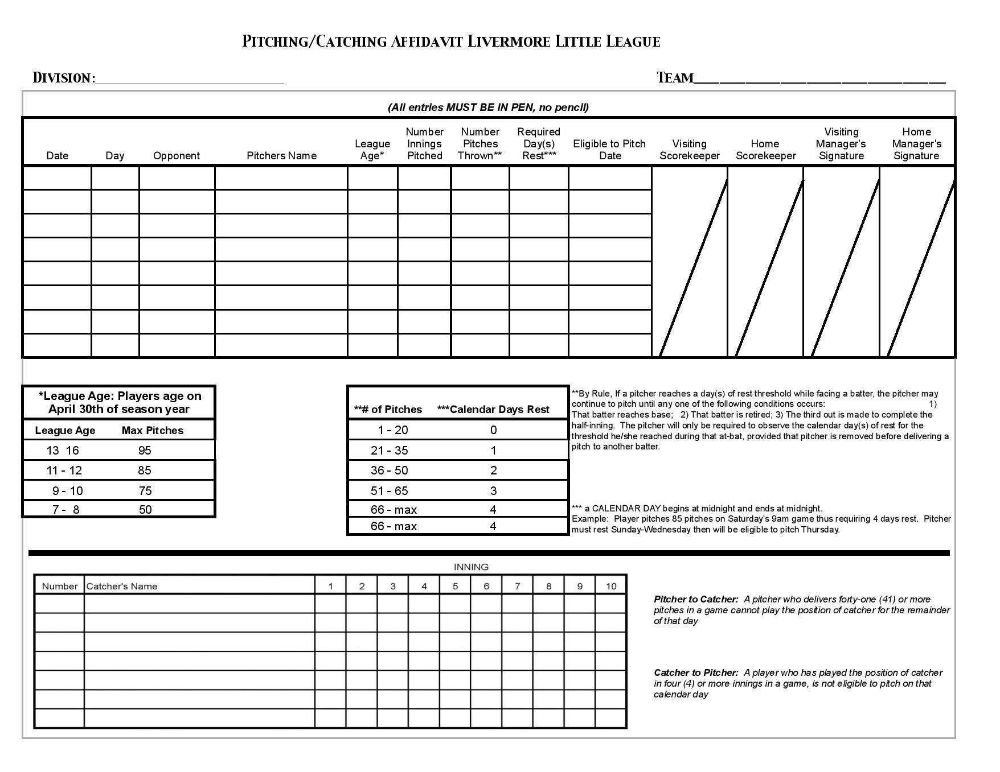 PITCHING/CATCHING AFFIDAVIT LIVERMORE LITTLE LEAGUE
DIVISION:_________________________ TEAM_____________________________
(All entries MUST BE IN PEN, no pencil)
Date Day Opponent Pitchers Name League Age* Number Innings Pitched Number Pitches Thrown** Required Day(s) Rest*** Eligible to Pitch Date Visiting Scorekeeper Home Scorekeeper Visiting Manager's Signature Home Manager's Signature
*League Age: Players age on
April 30th of season year
League Age Max Pitches
13 16 95
11 - 12 85
9 - 10 75
7 - 8 50
**# of Pitches ***Calendar Days Rest
1 - 20 0
21 - 35 1
36 - 50 2
51 - 65 3
66 - max 4
66 - max 4
**By Rule, If a pitcher reaches a day(s) of rest threshold while facing a batter, the pitcher may
continue to pitch until any one of the following conditions occurs: 1)
That batter reaches base; 2) That batter is retired; 3) The third out is made to complete the
half-inning. The pitcher will only be required to observe the calendar day(s) of rest for the
threshold he/she reached during that at-bat, provided that pitcher is removed before delivering a
pitch to another batter.
*** a CALENDAR DAY begins at midnight and ends at midnight.
Example: Player pitches 85 pitches on Saturday's 9am game thus requiring 4 days rest. Pitcher
must rest Sunday-Wednesday then will be eligible to pitch Thursday.
INNING
Number Catcher's Name 1 2 3 4 5 6 7 8 9 10
Pitcher to Catcher: A pitcher who delivers forty-one (41) or more
pitches in a game cannot play the position of catcher for the remainder
of that day
Catcher to Pitcher: A player who has played the position of catcher
in four (4) or more innings in a game, is not eligible to pitch on that
calendar day